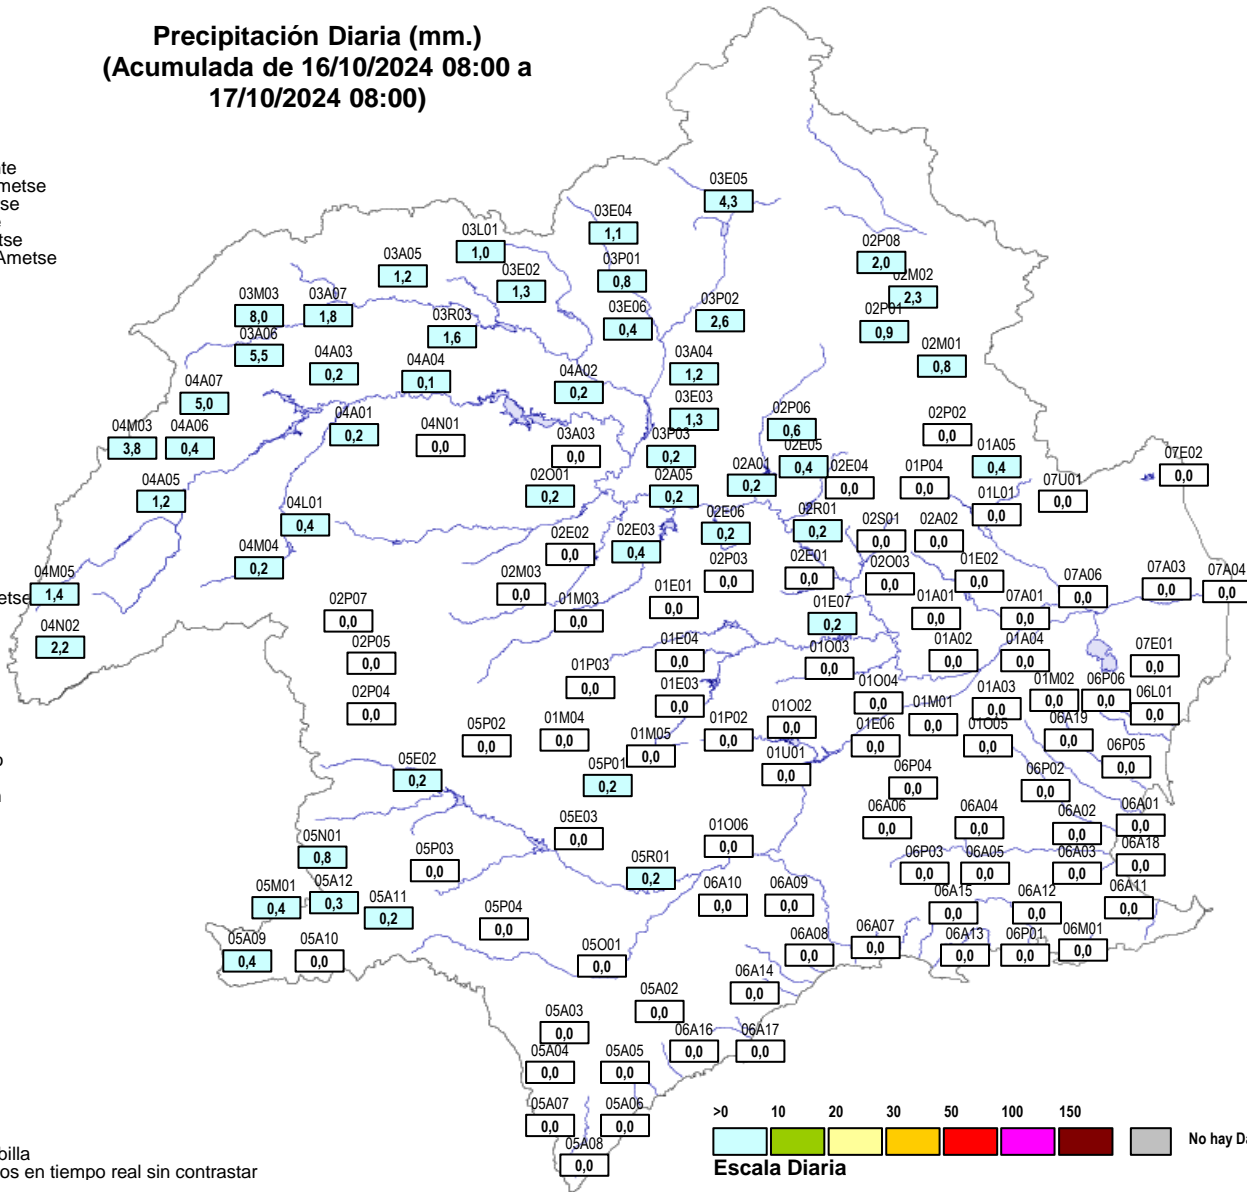 Precipitación Diaria (mm.)
(Acumulada de 16/10/2024 08:00 a
17/10/2024 08:00)
nte
metse
tse
e
tse
Ametse
03E05
4,3
03E04
1,1
03L01
1,0
03A05
1,2
03E02
1,3
03P01
0,8
02P08
2,0
02M02
2,3
03M03
8,0
03A07
1,8
03R03
1,6
03E06
0,4
03P02
2,6
02P01
0,9
03A06
5,5
04A03
0,2
04A04
0,1
04A02
0,2
03A04
1,2
02M01
0,8
04A07
5,0
03E03
1,3
04M03
3,8
04A06
0,4
04A01
0,2
04N01
0,0
03A03
0,0
03P03
0,2
02P06
0,6
02P02
0,0
04A05
1,2
02O01
0,2
02A05
0,2
02A01
0,2
02E05
0,4
02E04
0,0
01P04
0,0
01A05
0,4
07U01
0,0
07E02
0,0
01L01
0,0
04L01
0,4
02E02
0,0
02E03
0,4
02E06
0,2
02R01
0,2
02S01
0,0
02A02
0,0
04M04
0,2
04M05
1,4
etse
02M03
0,0
01M03
0,0
01E01
0,0
02P03
0,0
02E01
0,0
02O03
0,0
01E02
0,0
07A06
0,0
07A03
0,0
07A04
0,0
04N02
2,2
02P07
0,0
01E07
0,2
01A01
0,0
07A01
0,0
02P05
0,0
01E04
0,0
01O03
0,0
01A02
0,0
01A04
0,0
07E01
0,0
02P04
0,0
01P03
0,0
01E03
0,0
01O04
0,0
01M01
0,0
01A03
0,0
01M02
0,0
06P06
0,0
06L01
0,0
05P02
0,0
01M04
0,0
01M05
0,0
01P02
0,0
01O02
0,0
01E06
0,0
01O05
0,0
06A19
0,0
06P05
0,0
o
05E02
0,2
05P01
0,2
01U01
0,0
06P04
0,0
06P02
0,0
05E03
0,0
01O06
0,0
06A06
0,0
06A04
0,0
06A02
0,0
06A01
0,0
05N01
0,8
05P03
0,0
05R01
0,2
06P03
0,0
06A05
0,0
06A03
0,0
06A18
0,0
05M01
0,4
05A12
0,3
05A11
0,2
05P04
0,0
06A10
0,0
06A09
0,0
06A15
0,0
06A12
0,0
06A11
0,0
05A09
0,4
05A10
0,0
05O01
0,0
06A08
0,0
06A07
0,0
06A13
0,0
06P01
0,0
06M01
0,0
05A03
0,0
05A02
0,0
06A14
0,0
05A04
0,0
05A05
0,0
06A16
0,0
06A17
0,0
05A07
0,0
05A06
0,0
05A08
0,0
>0 10 20 30 50 100 150
No hay Da
Escala Diaria
billa
os en tiempo real sin contrastar